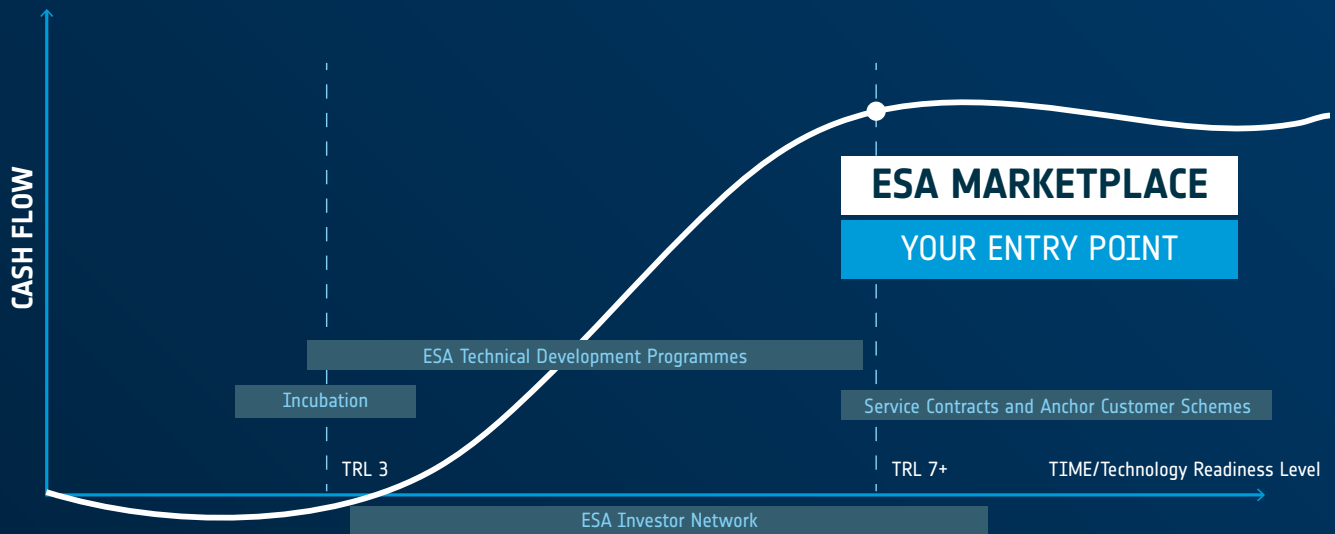 CASH FLOW
ESA MARKETPLACE
YOUR ENTRY POINT
ESA Technical Development Programmes
Incubation
Service Contracts and Anchor Customer Schemes
TRL 3
TRL 7+
TIME/Technology Readiness Level
ESA Investor Network